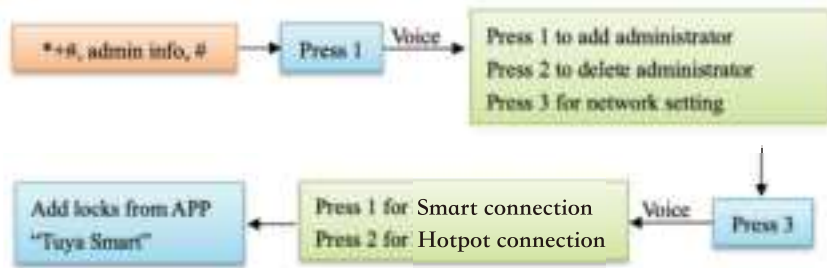 *+#, admin info, #
Press 1
Voice
Press 1 to add administrator
Press 2 to delete administrator
Press 3 for network setting
Press 3
Voice
Press 1 for Smart connection
Press 2 for Hotpot connection
Add locks from APP
“Tuya Smart”